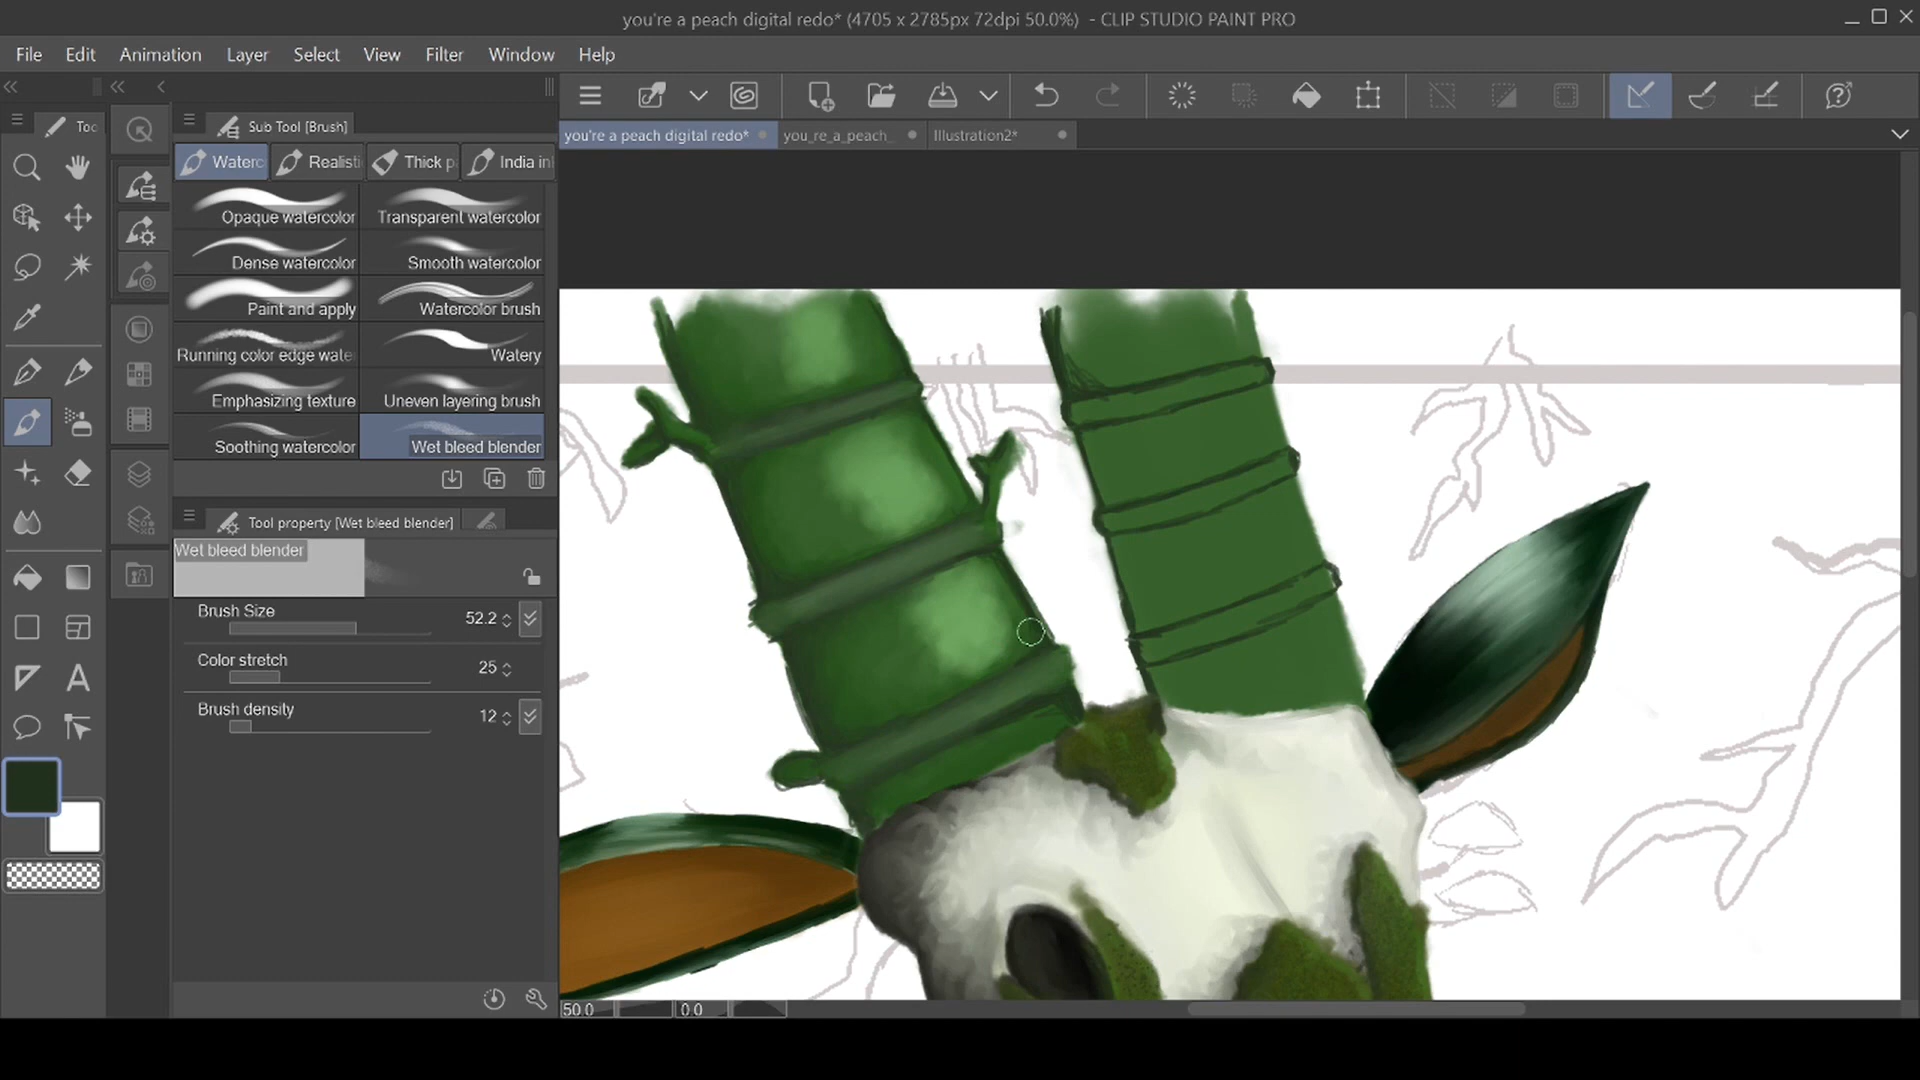 you're a peach digital redo* (4705 x 2785px 72dpi 50.0%) - CLIP STUDIO PAINT PRO
File Edit Animation Layer Select View Filter Window Help
Too Sub Tool [Brush]
you're a peach digital redo* you_re_a_peach_ Illustration2*
Waterc Realisti Thick p India in
Opaque watercolor Transparent watercolor
Dense watercolor Smooth watercolor
Paint and apply Watercolor brush
Running color edge wate Watery
Emphasizing texture Uneven layering brush
Soothing watercolor Wet bleed blender
Tool property [Wet bleed blender]
Wet bleed blender
Brush Size 52.2
Color stretch 25
Brush density 12
A
50.0 0.0